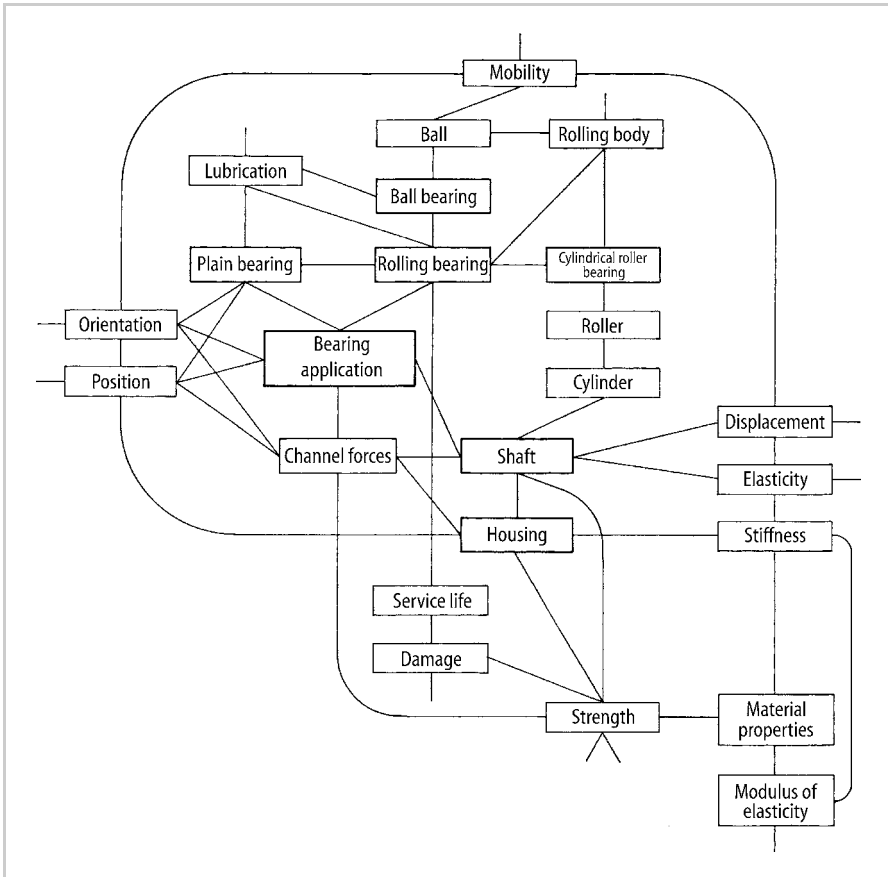 Mobility
Ball
Rolling body
Lubrication
Ball bearing
Plain bearing
Rolling bearing
Cylindrical roller
bearing
Orientation
Roller
Bearing
application
Position
Cylinder
Displacement
Channel forces
Shaft
Elasticity
Housing
Stiffness
Service life
Damage
Strength
Material
properties
Modulus of
elasticity